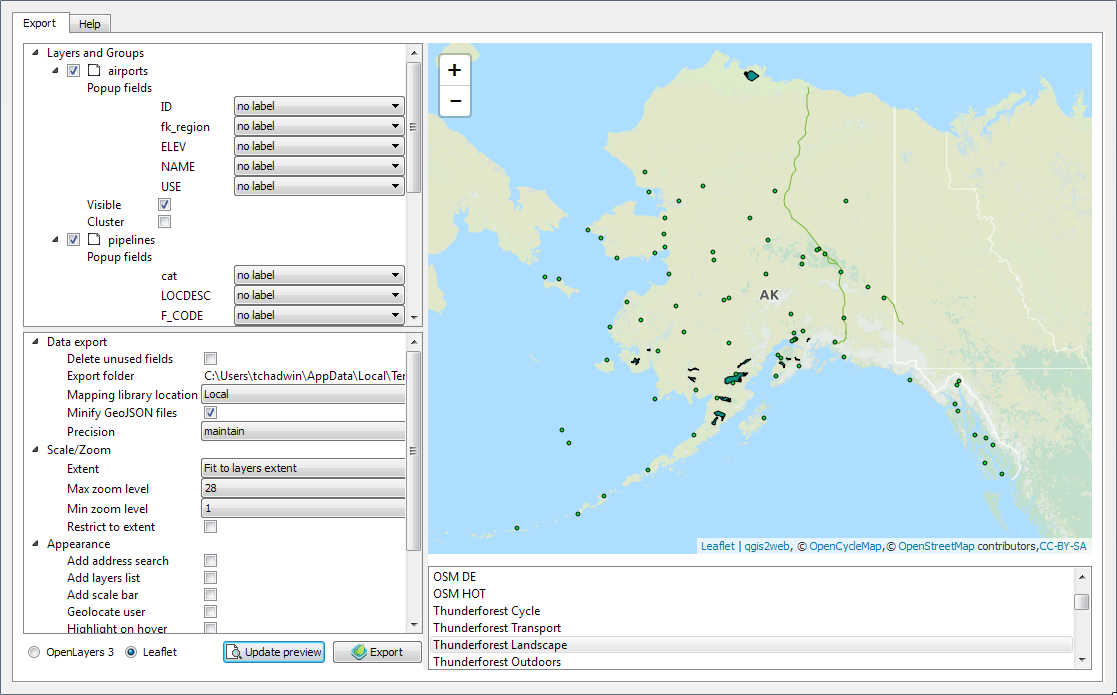 Export Help
Layers and Groups
airports
Popup fields
ID no label
fk_region no label
ELEV no label
NAME no label
USE no label
Visible
Cluster
pipelines
Popup fields
cat no label
LOCDESC no label
F_CODE no label
Data export
Delete unused fields
Export folder C:\Users\tchadwin\AppData\Local\Ter
Mapping library location Local
Minify GeoJSON files
Precision maintain
Scale/Zoom
Extent Fit to layers extent
Max zoom level 28
Min zoom level 1
Restrict to extent
Appearance
Add address search
Add layers list
Add scale bar
Geolocate user
Highlight on hover
OpenLayers 3 Leaflet Update preview Export
+
−
AK
Leaflet | qgis2web, © OpenCycleMap,© OpenStreetMap contributors,CC-BY-SA
OSM DE
OSM HOT
Thunderforest Cycle
Thunderforest Transport
Thunderforest Landscape
Thunderforest Outdoors